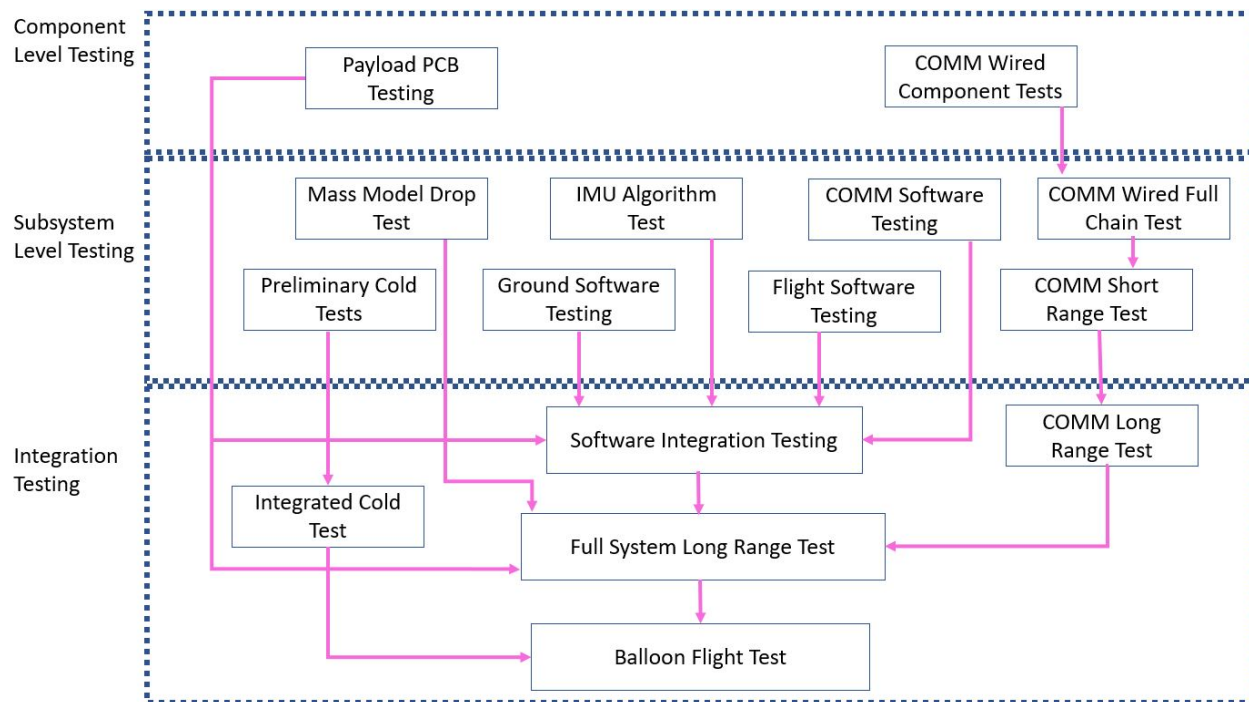 Component
Level Testing
Payload PCB
Testing
COMM Wired
Component Tests
Subsystem
Level Testing
Mass Model Drop
Test
IMU Algorithm
Test
COMM Software
Testing
COMM Wired Full
Chain Test
Preliminary Cold
Tests
Ground Software
Testing
Flight Software
Testing
COMM Short
Range Test
Integration
Testing
Software Integration Testing
COMM Long
Range Test
Integrated Cold
Test
Full System Long Range Test
Balloon Flight Test